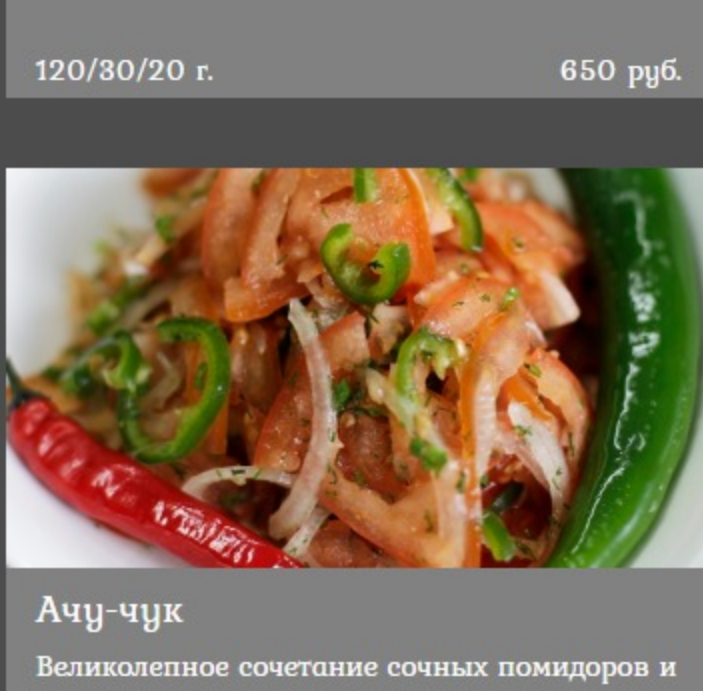 120/30/20 г.
650 руб.
Ачу-чук
Великолепное сочетание сочных помидоров и